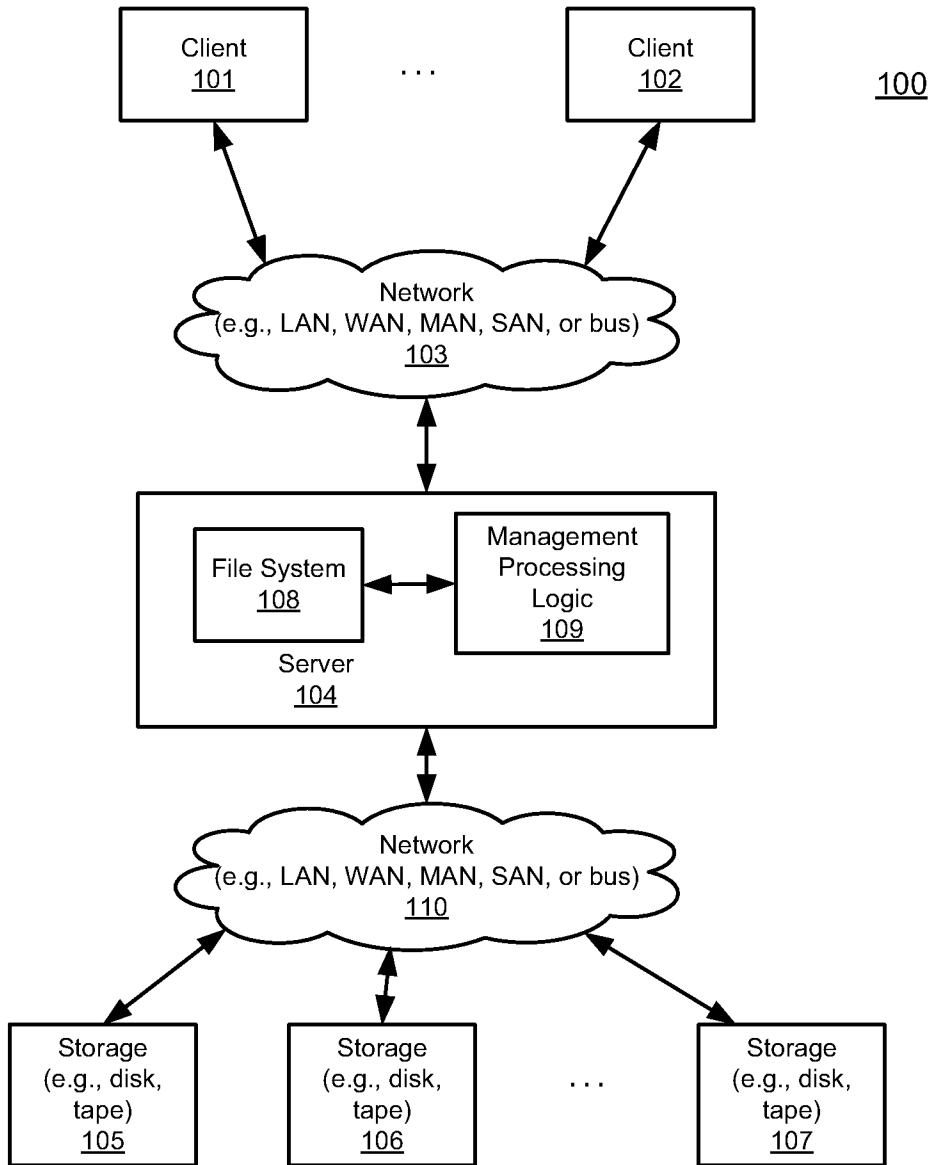 Client
101
. . .
Client
102
100
Network
(e.g., LAN, WAN, MAN, SAN, or bus)
103
File System
108
Management
Processing
Logic
109
Server
104
Network
(e.g., LAN, WAN, MAN, SAN, or bus)
110
Storage
(e.g., disk,
tape)
105
Storage
(e.g., disk,
tape)
106
. . .
Storage
(e.g., disk,
tape)
107